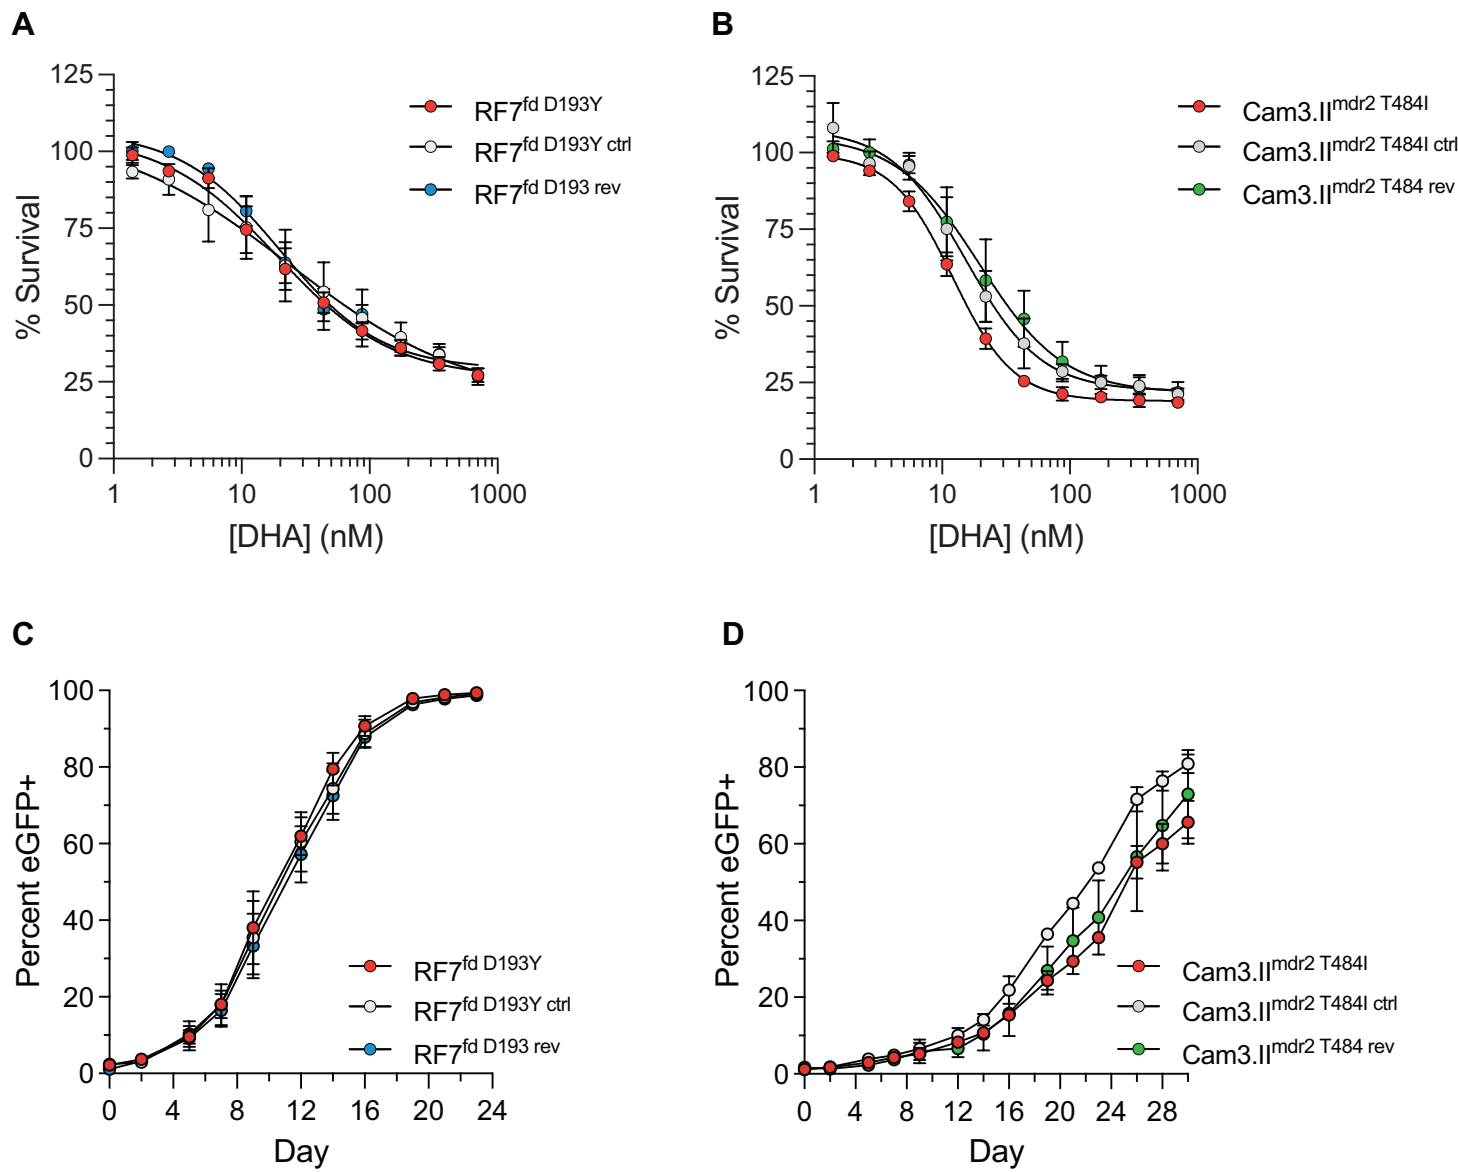 A
125
100
75
50
25
0
% Survival
1 10 100 1000
[DHA] (nM)
RF7fd D193Y
RF7fd D193Y ctrl
RF7fd D193 rev
B
125
100
75
50
25
0
% Survival
1 10 100 1000
[DHA] (nM)
Cam3.IImdr2 T484I
Cam3.IImdr2 T484I ctrl
Cam3.IImdr2 T484 rev
C
100
80
60
40
20
0
Percent eGFP+
0 4 8 12 16 20 24
Day
RF7fd D193Y
RF7fd D193Y ctrl
RF7fd D193 rev
D
100
80
60
40
20
0
Percent eGFP+
0 4 8 12 16 20 24 28
Day
Cam3.IImdr2 T484I
Cam3.IImdr2 T484I ctrl
Cam3.IImdr2 T484 rev